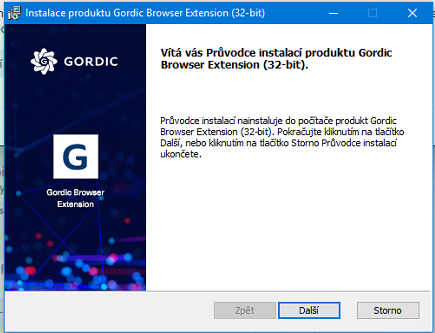 Instalace produktu Gordic Browser Extension (32-bit)
GORDIC
G
Gordic Browser
Extension
Vítá vás Průvodce instalací produktu Gordic
Browser Extension (32-bit).
Průvodce instalací nainstaluje do počítače produkt Gordic
Browser Extension (32-bit). Pokračujte kliknutím na tlačítko
Další, nebo kliknutím na tlačítko Storno Průvodce instalací
ukončete.
Zpět
Další
Storno